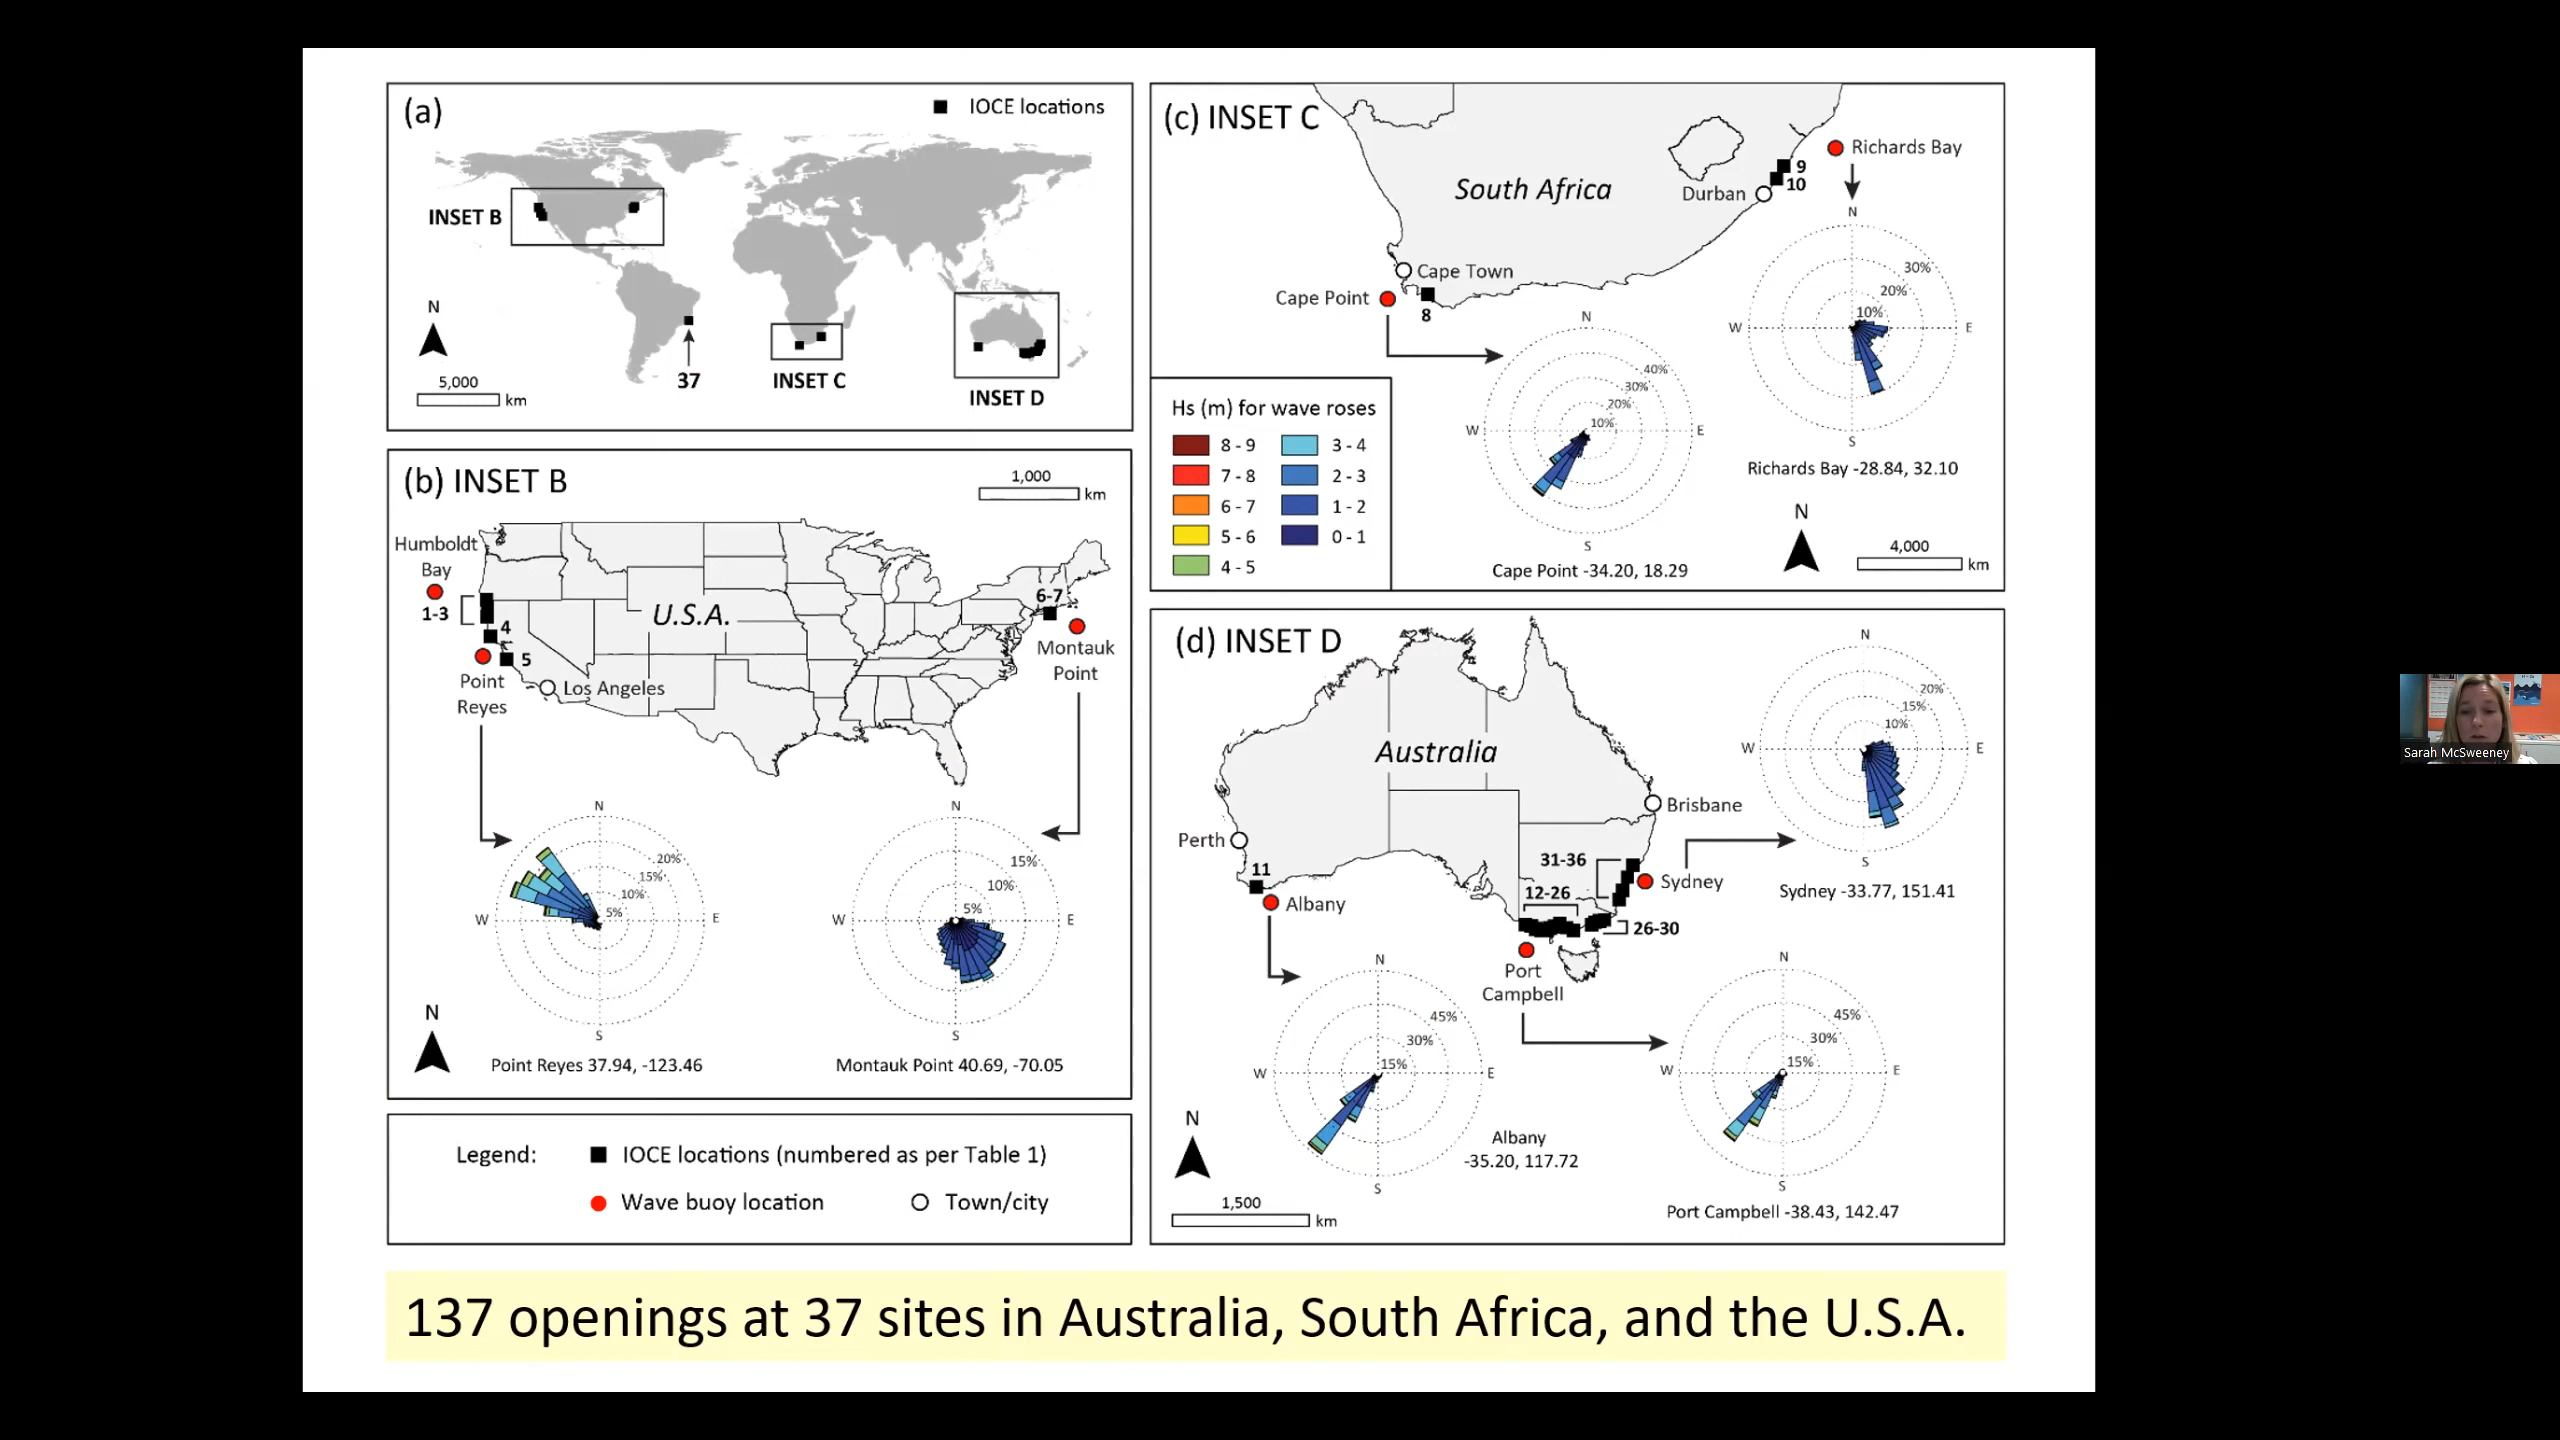 (a)
IOCE locations
INSET B
N
5,000
km
37
INSET C
INSET D
(b) INSET B
1,000
km
Humboldt
Bay
1-3
4
5
Point
Reyes
Los Angeles
U.S.A.
6-7
Montauk
Point
N
20%
15%
10%
5%
W
E
S
Point Reyes 37.94, -123.46
N
15%
10%
5%
W
E
S
Montauk Point 40.69, -70.05
N
Legend:
IOCE locations (numbered as per Table 1)
Wave buoy location
Town/city
(c) INSET C
South Africa
Durban
9
10
Richards Bay
Cape Town
Cape Point
8
N
30%
20%
10%
W
E
S
Richards Bay -28.84, 32.10
N
40%
30%
20%
10%
W
E
S
Cape Point -34.20, 18.29
Hs (m) for wave roses
8 - 9
3 - 4
7 - 8
2 - 3
6 - 7
1 - 2
5 - 6
0 - 1
4 - 5
N
4,000
km
(d) INSET D
Australia
Brisbane
Perth
11
Albany
31-36
12-26
Sydney
26-30
Port
Campbell
N
20%
15%
10%
W
E
S
Sydney -33.77, 151.41
N
45%
30%
15%
W
E
S
Albany
-35.20, 117.72
N
45%
30%
15%
W
E
S
Port Campbell -38.43, 142.47
N
1,500
km
137 openings at 37 sites in Australia, South Africa, and the U.S.A.
Sarah McSweeney